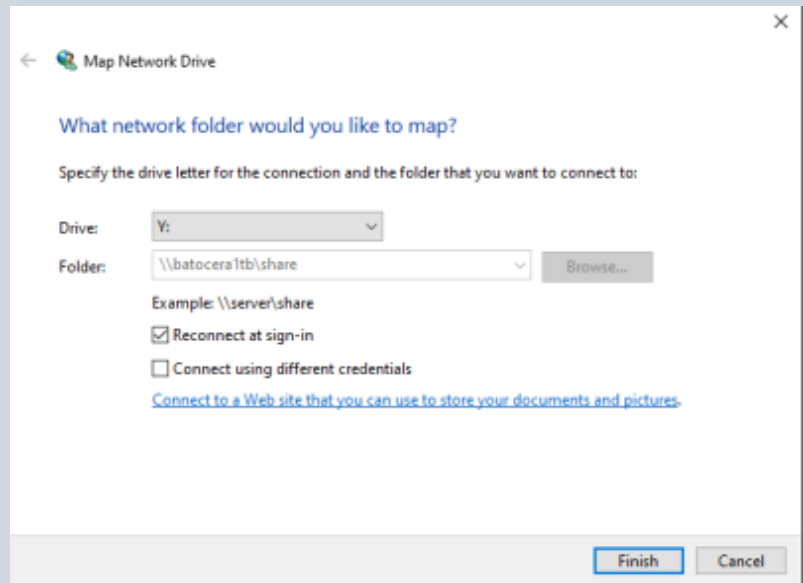 Map Network Drive
What network folder would you like to map?
Specify the drive letter for the connection and the folder that you want to connect to:
Drive: Y:
Folder: \\batocera1tb\share Browse...
Example: \\server\share
Reconnect at sign-in
Connect using different credentials
Connect to a Web site that you can use to store your documents and pictures.
Finish Cancel